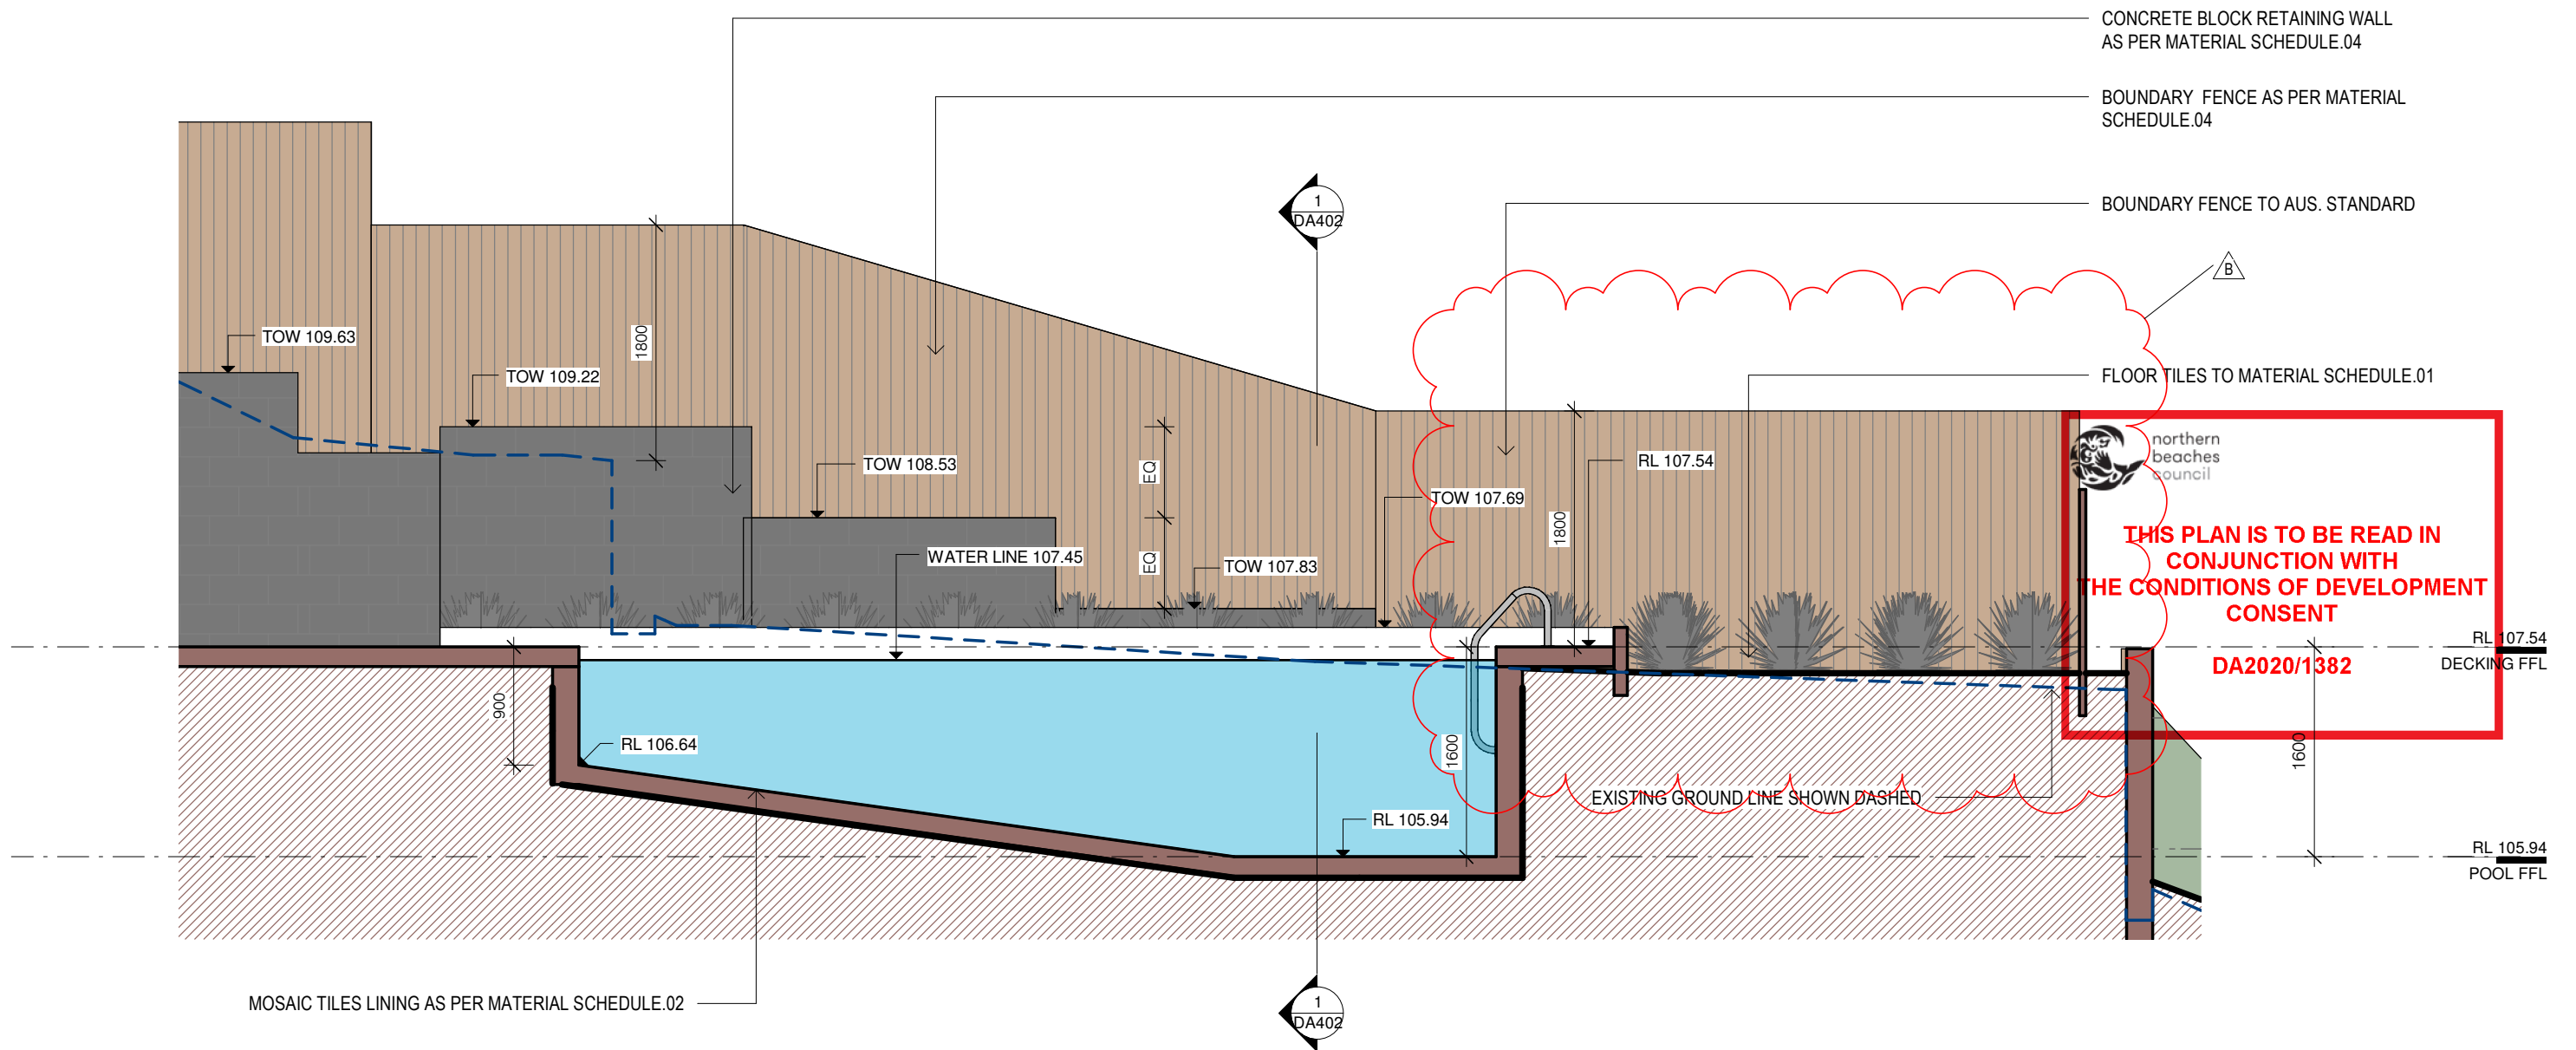 CONCRETE BLOCK RETAINING WALL
AS PER MATERIAL SCHEDULE.04
BOUNDARY FENCE AS PER MATERIAL
SCHEDULE.04
1
DA402
BOUNDARY FENCE TO AUS. STANDARD
B
TOW 109.63
1800
TOW 109.22
FLOOR TILES TO MATERIAL SCHEDULE.01
northern
beaches
council
TOW 108.53
EQ
RL 107.54
TOW 107.69
1800
WATER LINE 107.45
EQ
TOW 107.83
THIS PLAN IS TO BE READ IN
CONJUNCTION WITH
THE CONDITIONS OF DEVELOPMENT
CONSENT
DA2020/1382
RL 107.54
DECKING FFL
900
RL 106.64
1600
1600
EXISTING GROUND LINE SHOWN DASHED
RL 105.94
RL 105.94
POOL FFL
MOSAIC TILES LINING AS PER MATERIAL SCHEDULE.02
1
DA402